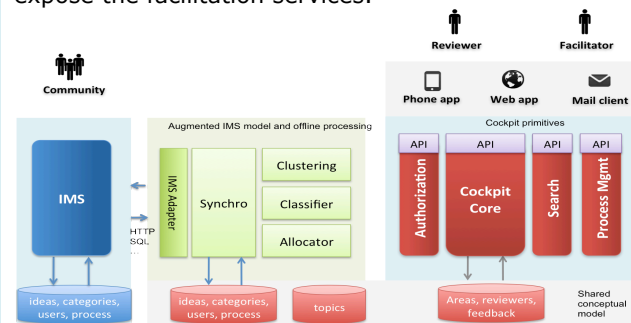 expose the facilitation services.
Reviewer
Facilitator
Community
Phone app
Web app
Mail client
Augmented IMS model and offline processing
Cockpit primitives
API
API
API
API
IMS
IMS Adapter
Synchro
Clustering
Classifier
Allocator
Authorization
Cockpit
Core
Search
Process Mgmt
HTTP
SQL
...
ideas, categories,
users, process
ideas, categories,
users, process
topics
Areas, reviewers,
feedback
Shared
conceptual
model